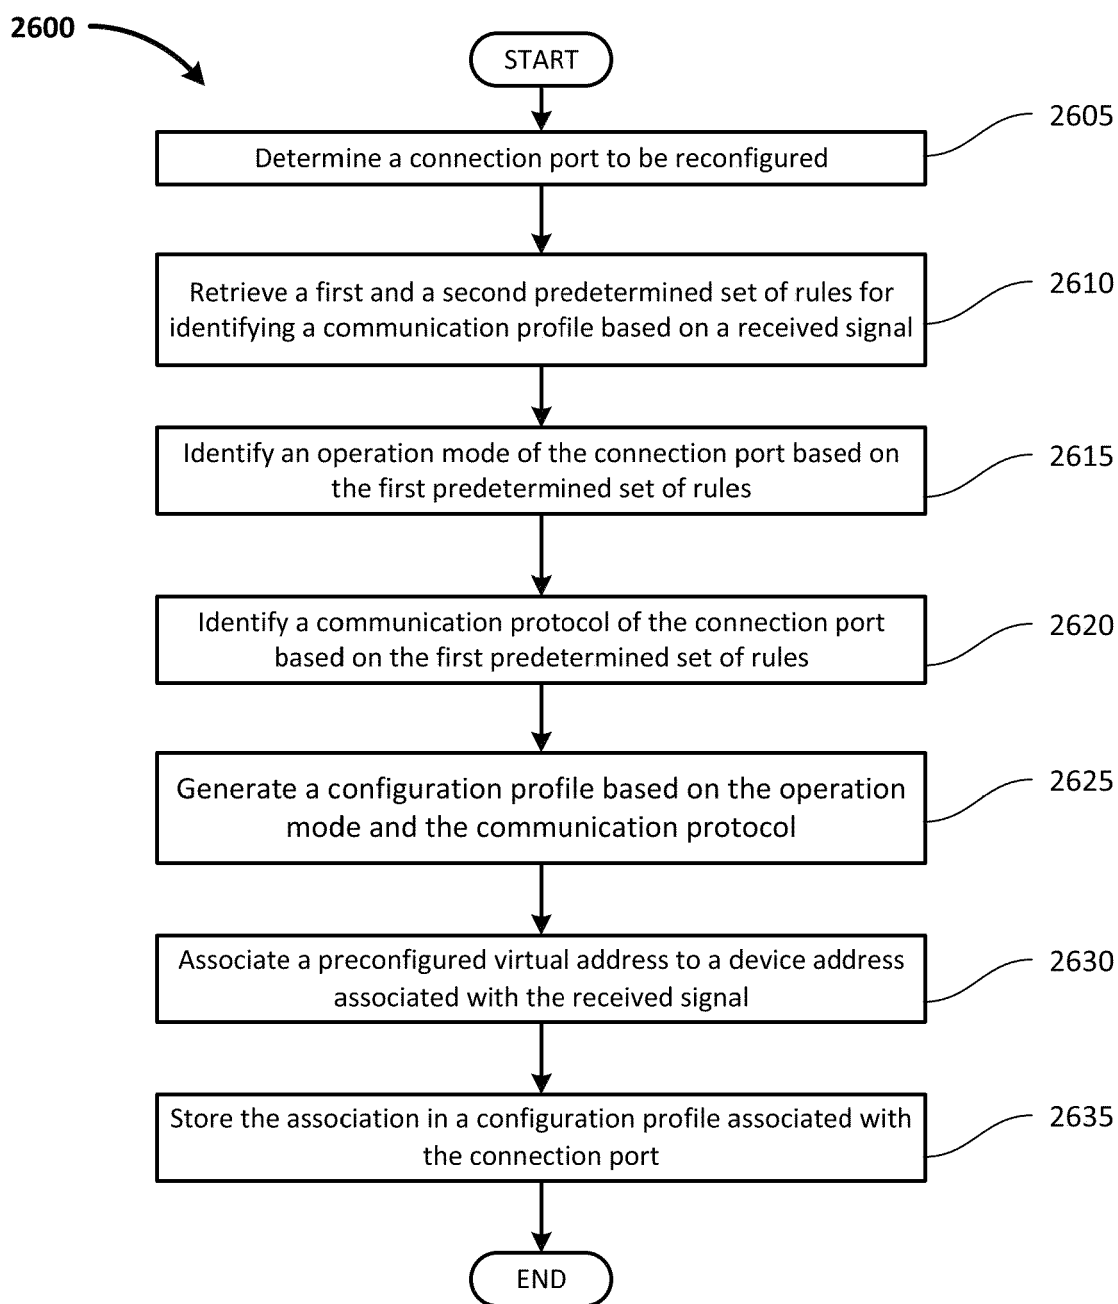 2600
START
Determine a connection port to be reconfigured
2605
Retrieve a first and a second predetermined set of rules for
identifying a communication profile based on a received signal
2610
Identify an operation mode of the connection port based on
the first predetermined set of rules
2615
Identify a communication protocol of the connection port
based on the first predetermined set of rules
2620
Generate a configuration profile based on the operation
mode and the communication protocol
2625
Associate a preconfigured virtual address to a device address
associated with the received signal
2630
Store the association in a configuration profile associated with
the connection port
2635
END